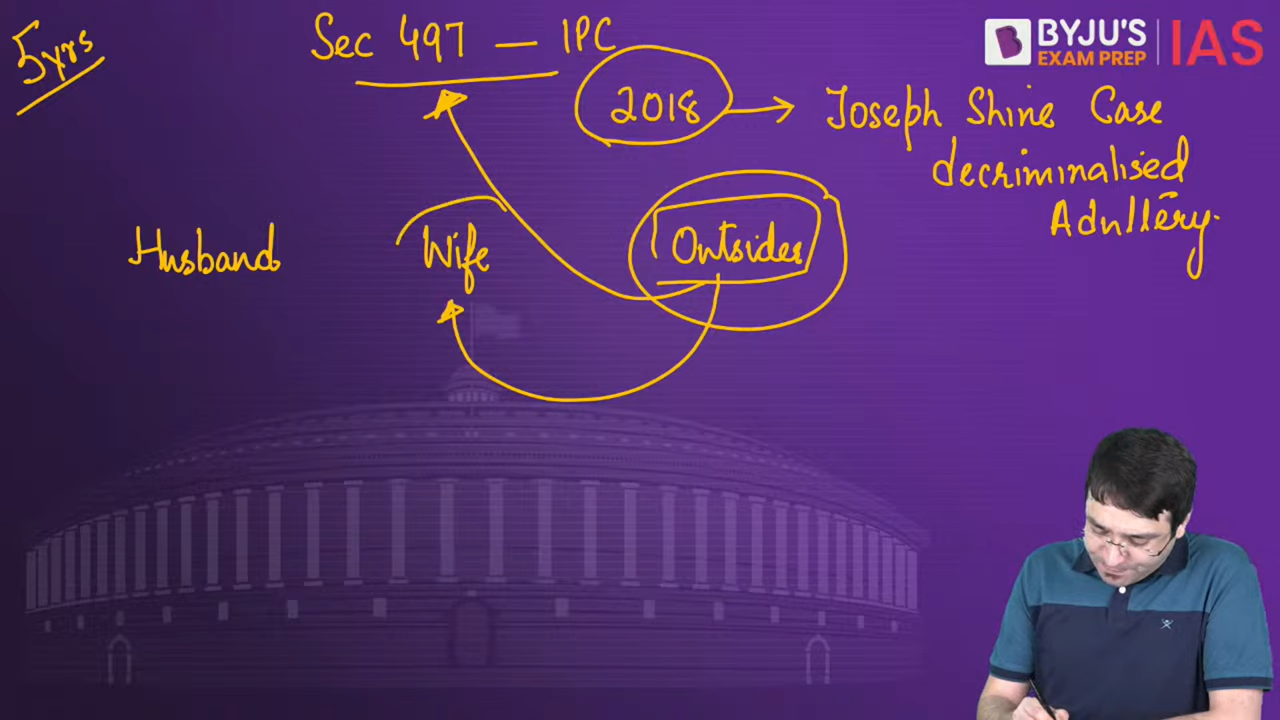 5yrs
Sec 497 — IPC
BYJU'S
EXAM PREP
IAS
2018 → Joseph Shine Case
decriminalised
Adultery.
Husband Wife Outsider